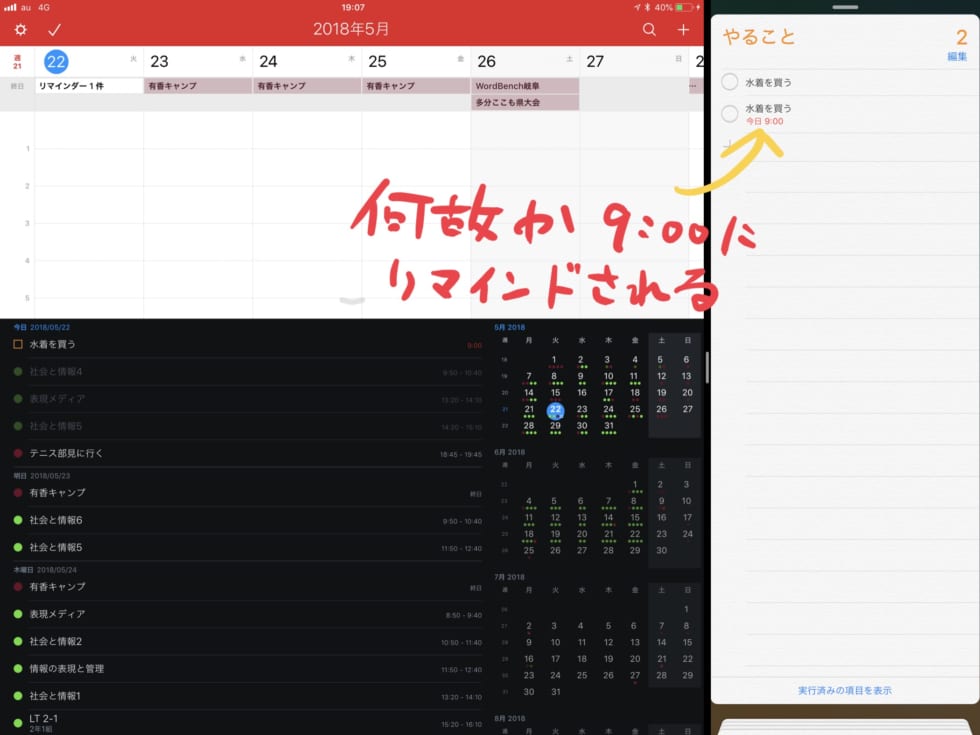 au 4G
19:07
40%
2018年5月
週 21
22 火
23 水
24 木
25 金
26 土
27 日
2
終日
リマインダー 1 件
有香キャンプ
有香キャンプ
有香キャンプ
WordBench岐阜
多分ここも県大会
1
2
3
4
5
何故か 9:00に
リマインドされる
今日 2018/05/22
水着を買う 9:00
社会と情報4 9:50 - 10:40
表現メディア 13:20 - 14:10
社会と情報5 14:20 - 15:10
テニス部見に行く 18:45 - 19:45
明日 2018/05/23
有香キャンプ 終日
社会と情報6 9:50 - 10:40
社会と情報5 11:50 - 12:40
木曜日 2018/05/24
有香キャンプ 終日
表現メディア 8:50 - 9:40
社会と情報2 10:50 - 11:40
情報の表現と管理 11:50 - 12:40
社会と情報1 13:20 - 14:10
LT 2-1 15:20 - 16:10
2年1組
5月 2018
週 月 火 水 木 金 土 日
18 1 2 3 4 5 6
19 7 8 9 10 11 12 13
20 14 15 16 17 18 19 20
21 21 22 23 24 25 26 27
22 28 29 30 31
6月 2018
週 月 火 水 木 金 土 日
22 1 2 3
23 4 5 6 7 8 9 10
24 11 12 13 14 15 16 17
25 18 19 20 21 22 23 24
26 25 26 27 28 29 30
7月 2018
週 月 火 水 木 金 土 日
26 1
27 2 3 4 5 6 7 8
28 9 10 11 12 13 14 15
29 16 17 18 19 20 21 22
30 23 24 25 26 27 28 29
31 30 31
8月 2018
週 月 火 水 木 金 土 日
やること 2
編集
水着を買う
水着を買う
今日 9:00
実行済みの項目を表示